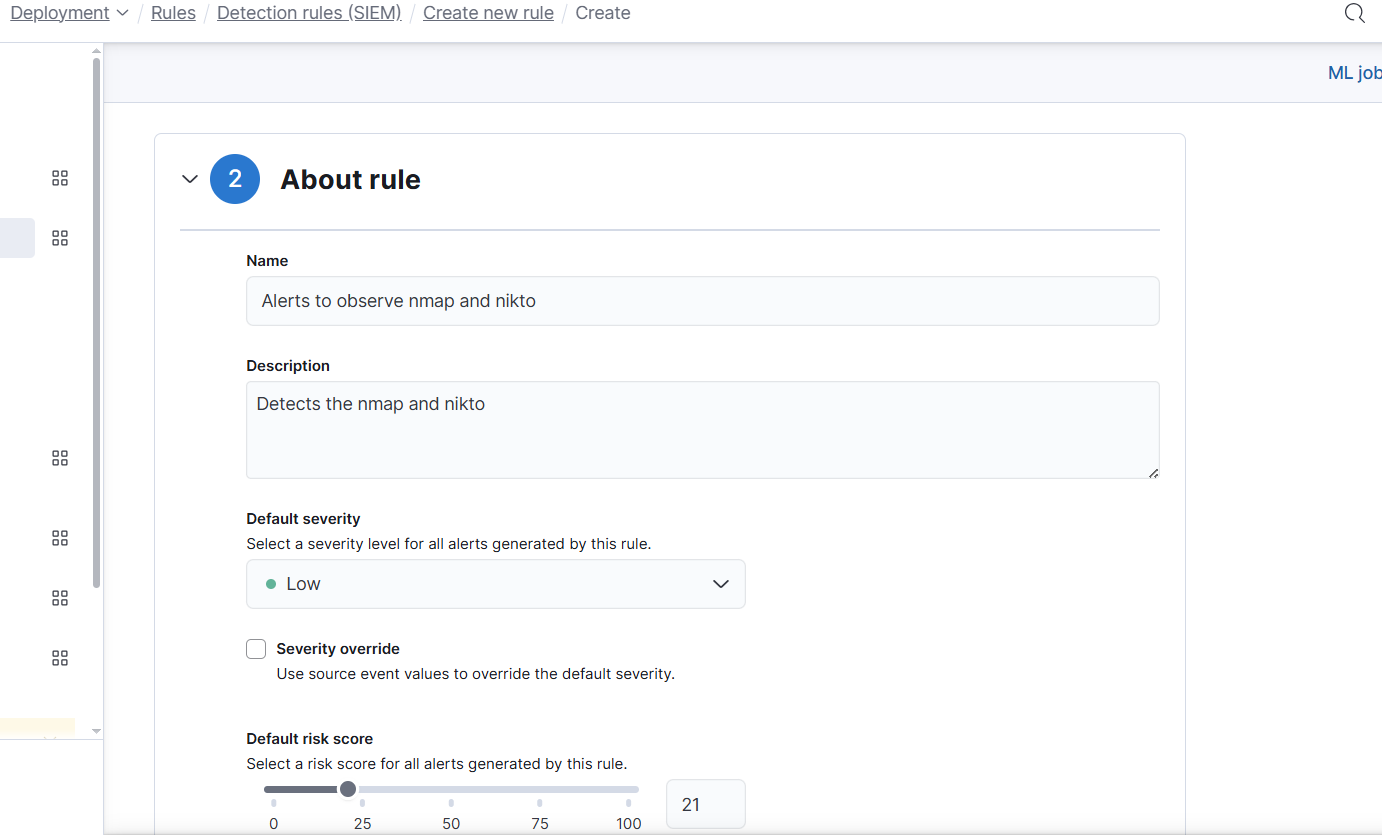 Deployment / Rules / Detection rules (SIEM) / Create new rule / Create
ML job
2 About rule
Name
Alerts to observe nmap and nikto
Description
Detects the nmap and nikto
Default severity
Select a severity level for all alerts generated by this rule.
Low
Severity override
Use source event values to override the default severity.
Default risk score
Select a risk score for all alerts generated by this rule.
21
0 25 50 75 100